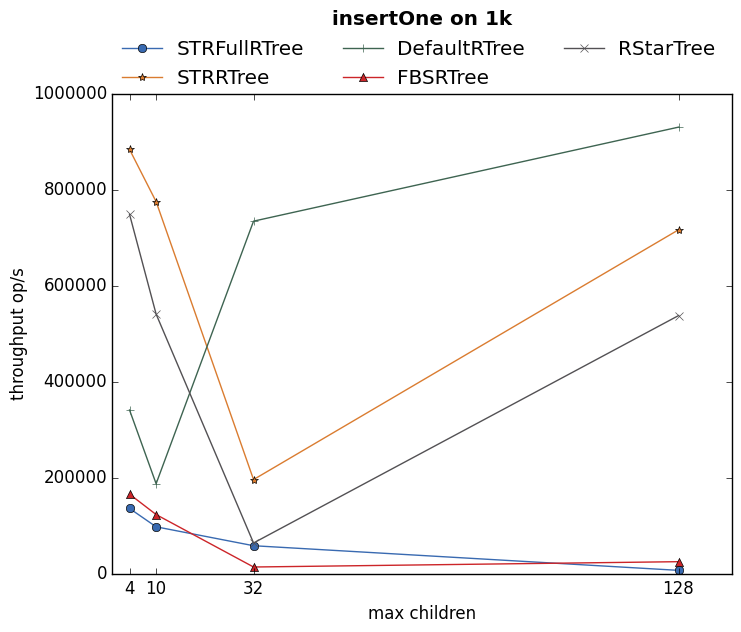 insertOne on 1k
STRFullRTree DefaultRTree RStarTree
STRRTree FBSRTree
1000000
800000
600000
400000
200000
0
throughput op/s
4 10 32 128
max children